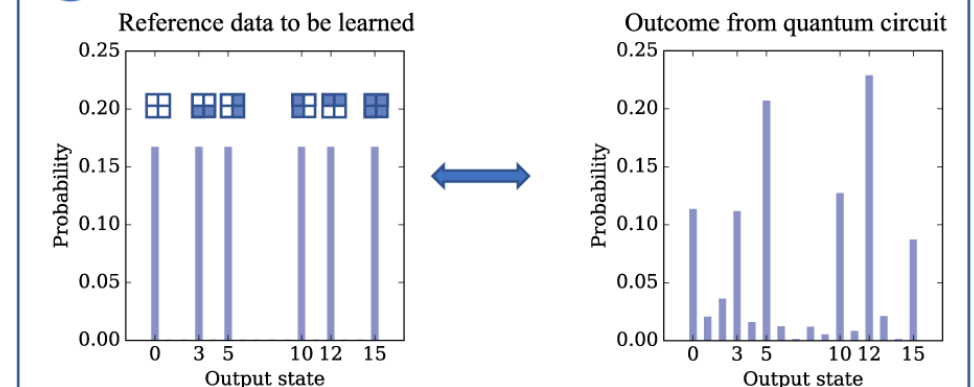 Reference data to be learned
0.25
0.20
0.15
0.10
0.05
0.00
Probability
0 3 5 10 12 15
Output state
Outcome from quantum circuit
0.25
0.20
0.15
0.10
0.05
0.00
Probability
0 3 5 10 12 15
Output state